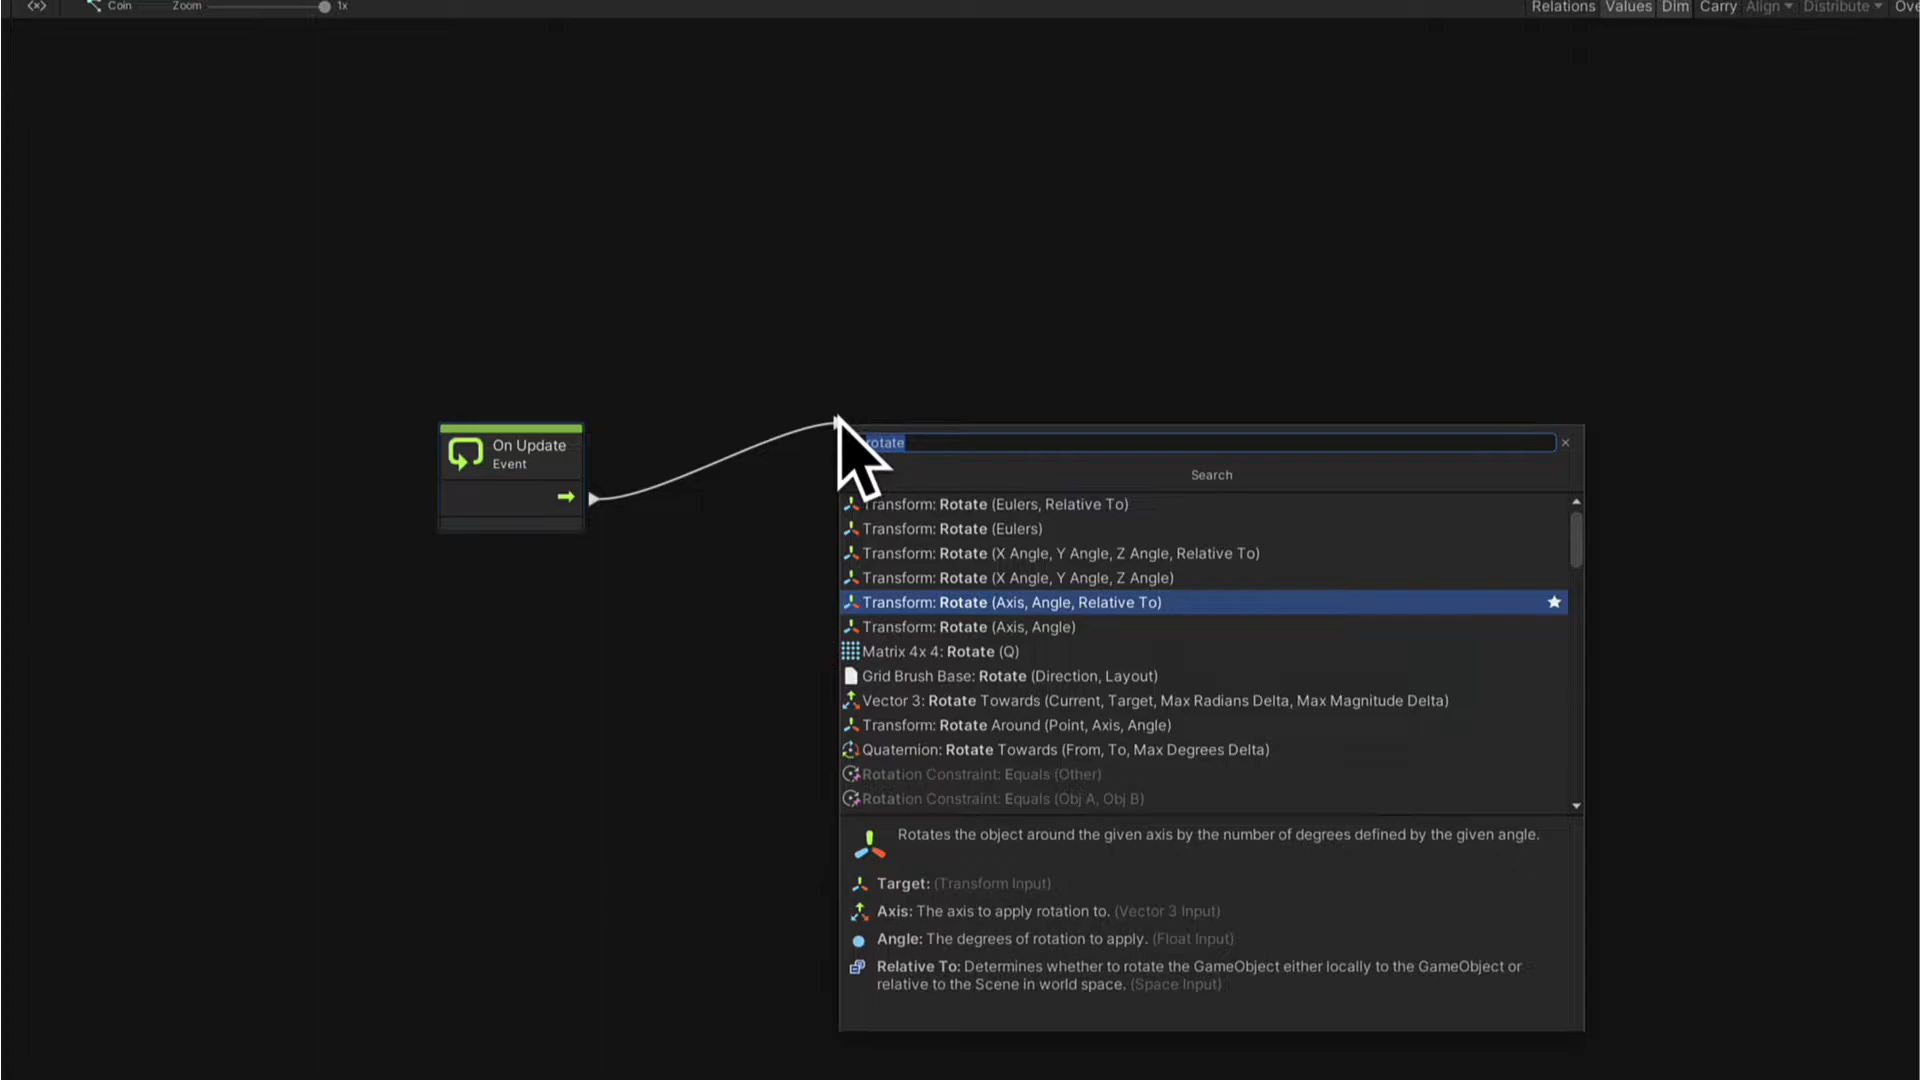 Coin
Zoom
1x
Relations
Values
Dim
Carry
Align
Distribute
On Update
Event
rotate
Search
Transform: Rotate (Eulers, Relative To)
Transform: Rotate (Eulers)
Transform: Rotate (X Angle, Y Angle, Z Angle, Relative To)
Transform: Rotate (X Angle, Y Angle, Z Angle)
Transform: Rotate (Axis, Angle, Relative To)
Transform: Rotate (Axis, Angle)
Matrix 4x 4: Rotate (Q)
Grid Brush Base: Rotate (Direction, Layout)
Vector 3: Rotate Towards (Current, Target, Max Radians Delta, Max Magnitude Delta)
Transform: Rotate Around (Point, Axis, Angle)
Quaternion: Rotate Towards (From, To, Max Degrees Delta)
Rotation Constraint: Equals (Other)
Rotation Constraint: Equals (Obj A, Obj B)
Rotates the object around the given axis by the number of degrees defined by the given angle.
Target: (Transform Input)
Axis: The axis to apply rotation to. (Vector 3 Input)
Angle: The degrees of rotation to apply. (Float Input)
Relative To: Determines whether to rotate the GameObject either locally to the GameObject or
relative to the Scene in world space. (Space Input)